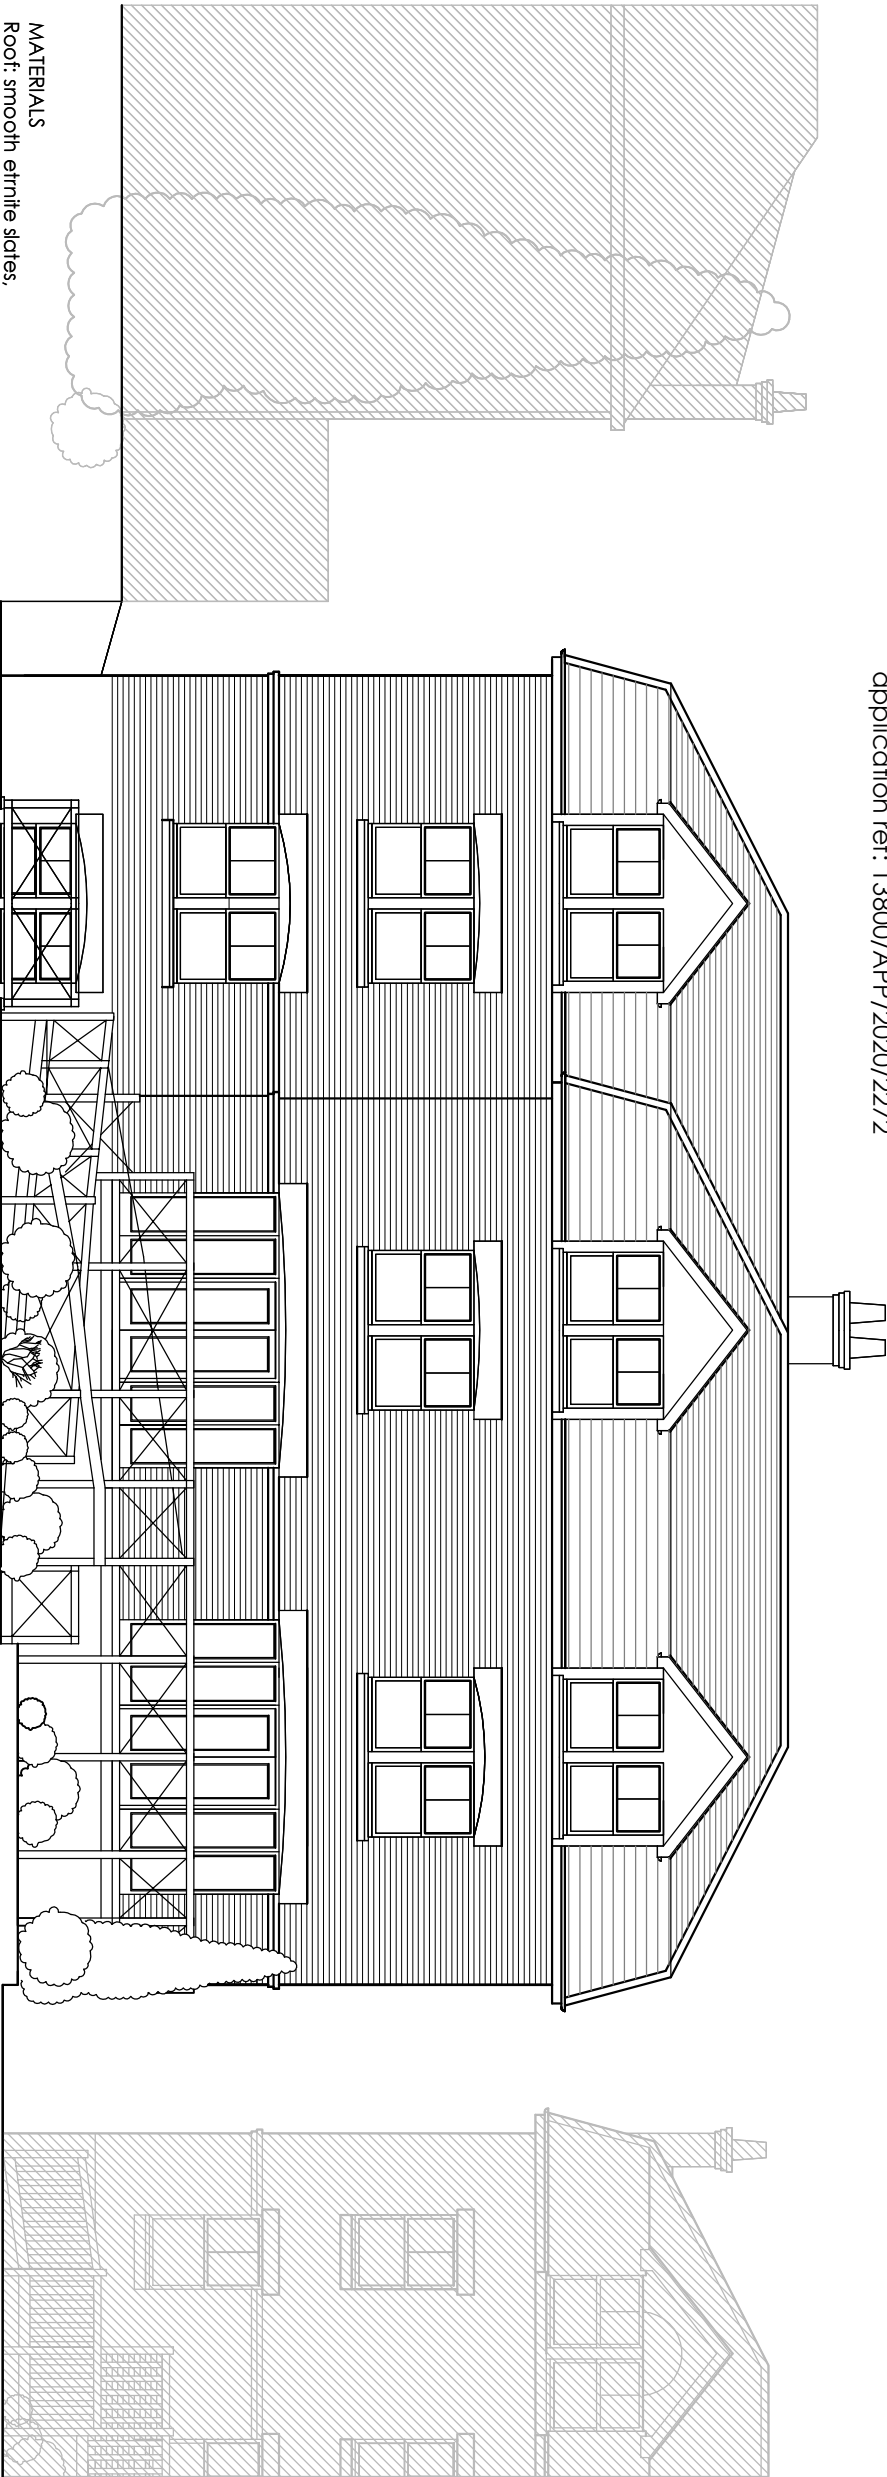 application ref: 13800/APP/2020/2272
MATERIALS
Roof: smooth etrnite slates,